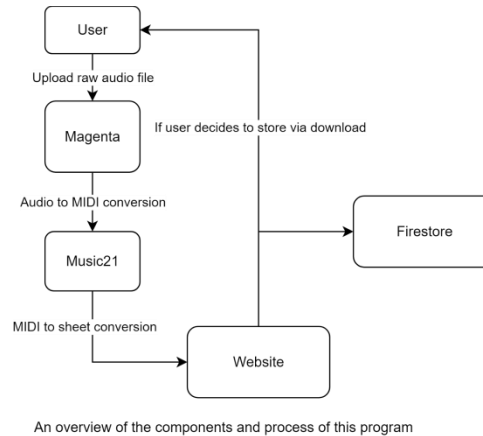 User
Upload raw audio file
Magenta
If user decides to store via download
Audio to MIDI conversion
Firestore
Music21
MIDI to sheet conversion
Website
An overview of the components and process of this program